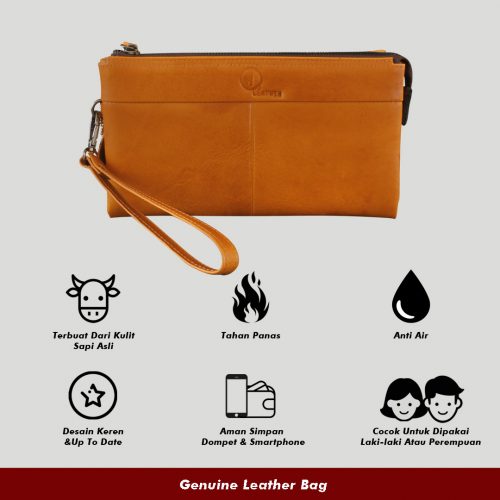 LEATHER
Terbuat Dari Kulit
Sapi Asli
Tahan Panas
Anti Air
Desain Keren
&Up To Date
Aman Simpan
Dompet & Smartphone
Cocok Untuk Dipakai
Laki-laki Atau Perempuan
Genuine Leather Bag